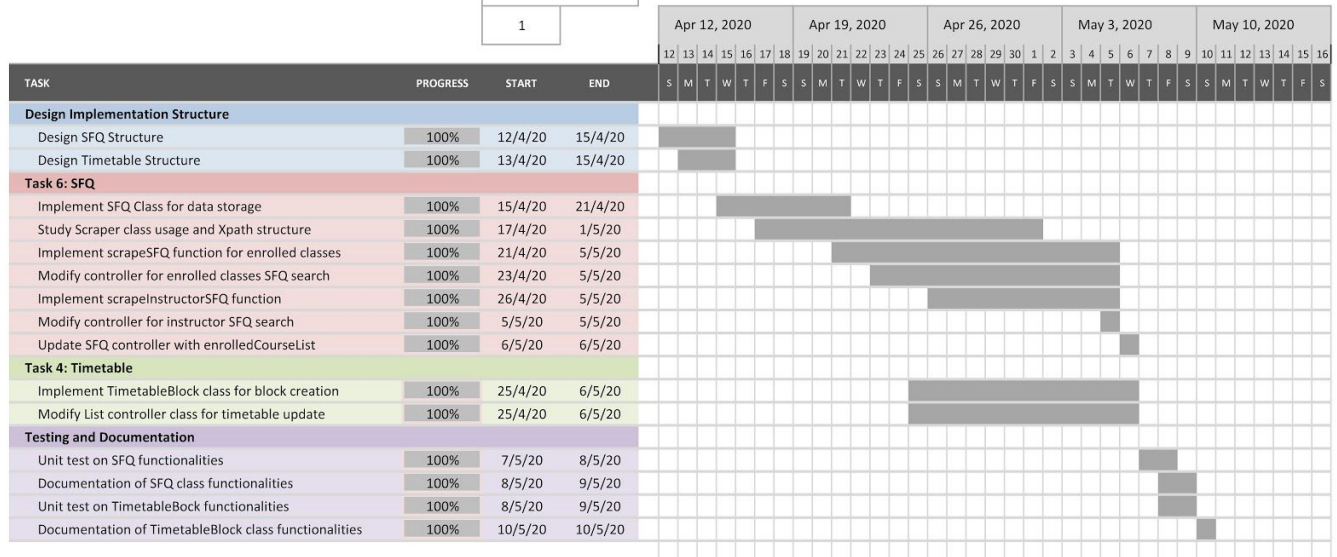 1
Apr 12, 2020 Apr 19, 2020 Apr 26, 2020 May 3, 2020 May 10, 2020
12 13 14 15 16 17 18 19 20 21 22 23 24 25 26 27 28 29 30 1 2 3 4 5 6 7 8 9 10 11 12 13 14 15 16
TASK PROGRESS START END S M T W T F S S M T W T F S S M T W T F S S M T W T F S S M T W T F S
Design Implementation Structure
Design SFQ Structure 100% 12/4/20 15/4/20
Design Timetable Structure 100% 13/4/20 15/4/20
Task 6: SFQ
Implement SFQ Class for data storage 100% 15/4/20 21/4/20
Study Scraper class usage and Xpath structure 100% 17/4/20 1/5/20
Implement scrapeSFQ function for enrolled classes 100% 21/4/20 5/5/20
Modify controller for enrolled classes SFQ search 100% 23/4/20 5/5/20
Implement scrapeInstructorSFQ function 100% 26/4/20 5/5/20
Modify controller for instructor SFQ search 100% 5/5/20 5/5/20
Update SFQ controller with enrolledCourseList 100% 6/5/20 6/5/20
Task 4: Timetable
Implement TimetableBlock class for block creation 100% 25/4/20 6/5/20
Modify List controller class for timetable update 100% 25/4/20 6/5/20
Testing and Documentation
Unit test on SFQ functionalities 100% 7/5/20 8/5/20
Documentation of SFQ class functionalities 100% 8/5/20 9/5/20
Unit test on TimetableBock functionalities 100% 8/5/20 9/5/20
Documentation of TimetableBlock class functionalities 100% 10/5/20 10/5/20